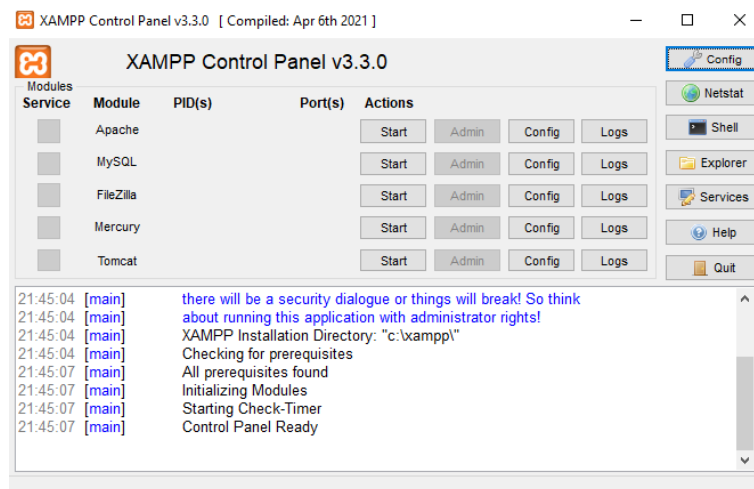 XAMPP Control Panel v3.3.0 [ Compiled: Apr 6th 2021 ]
XAMPP Control Panel v3.3.0
Config
Netstat
Shell
Explorer
Services
Help
Quit
Modules
Service Module PID(s) Port(s) Actions
Apache Start Admin Config Logs
MySQL Start Admin Config Logs
FileZilla Start Admin Config Logs
Mercury Start Admin Config Logs
Tomcat Start Admin Config Logs
21:45:04 [main] there will be a security dialogue or things will break! So think
21:45:04 [main] about running this application with administrator rights!
21:45:04 [main] XAMPP Installation Directory: "c:\xampp\"
21:45:04 [main] Checking for prerequisites
21:45:07 [main] All prerequisites found
21:45:07 [main] Initializing Modules
21:45:07 [main] Starting Check-Timer
21:45:07 [main] Control Panel Ready